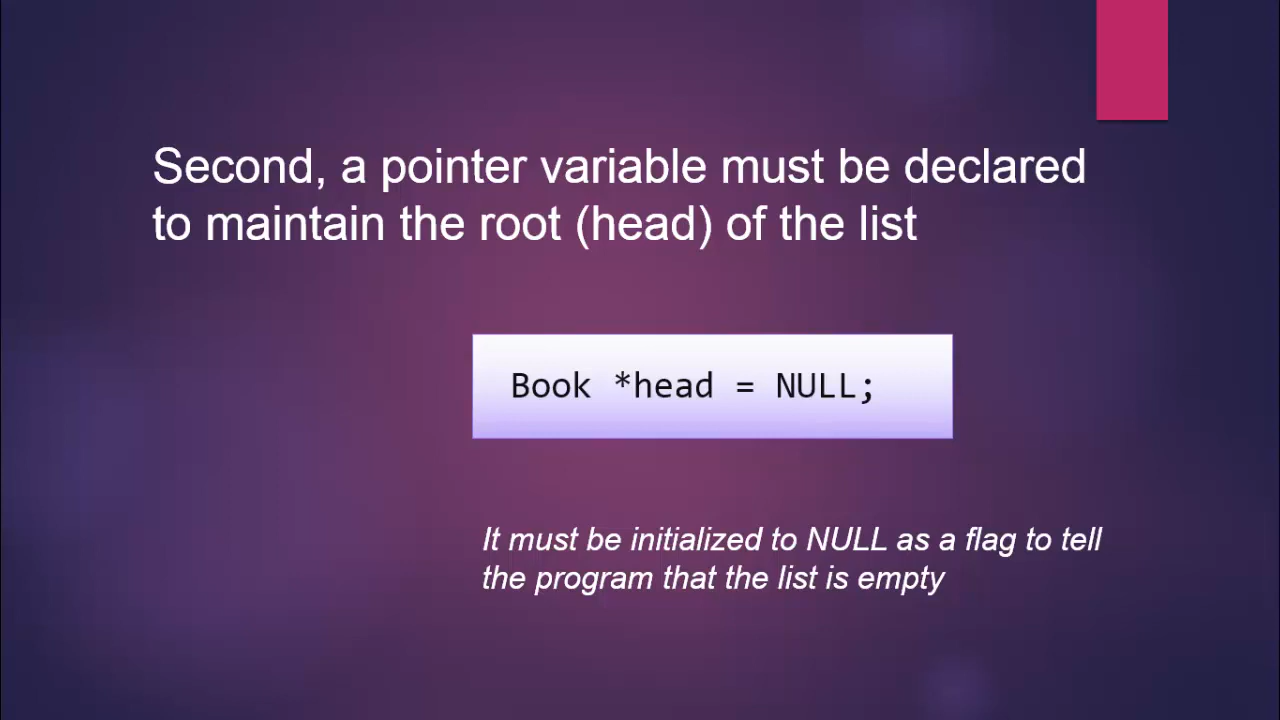 Second, a pointer variable must be declared
to maintain the root (head) of the list
Book *head = NULL;
It must be initialized to NULL as a flag to tell
the program that the list is empty